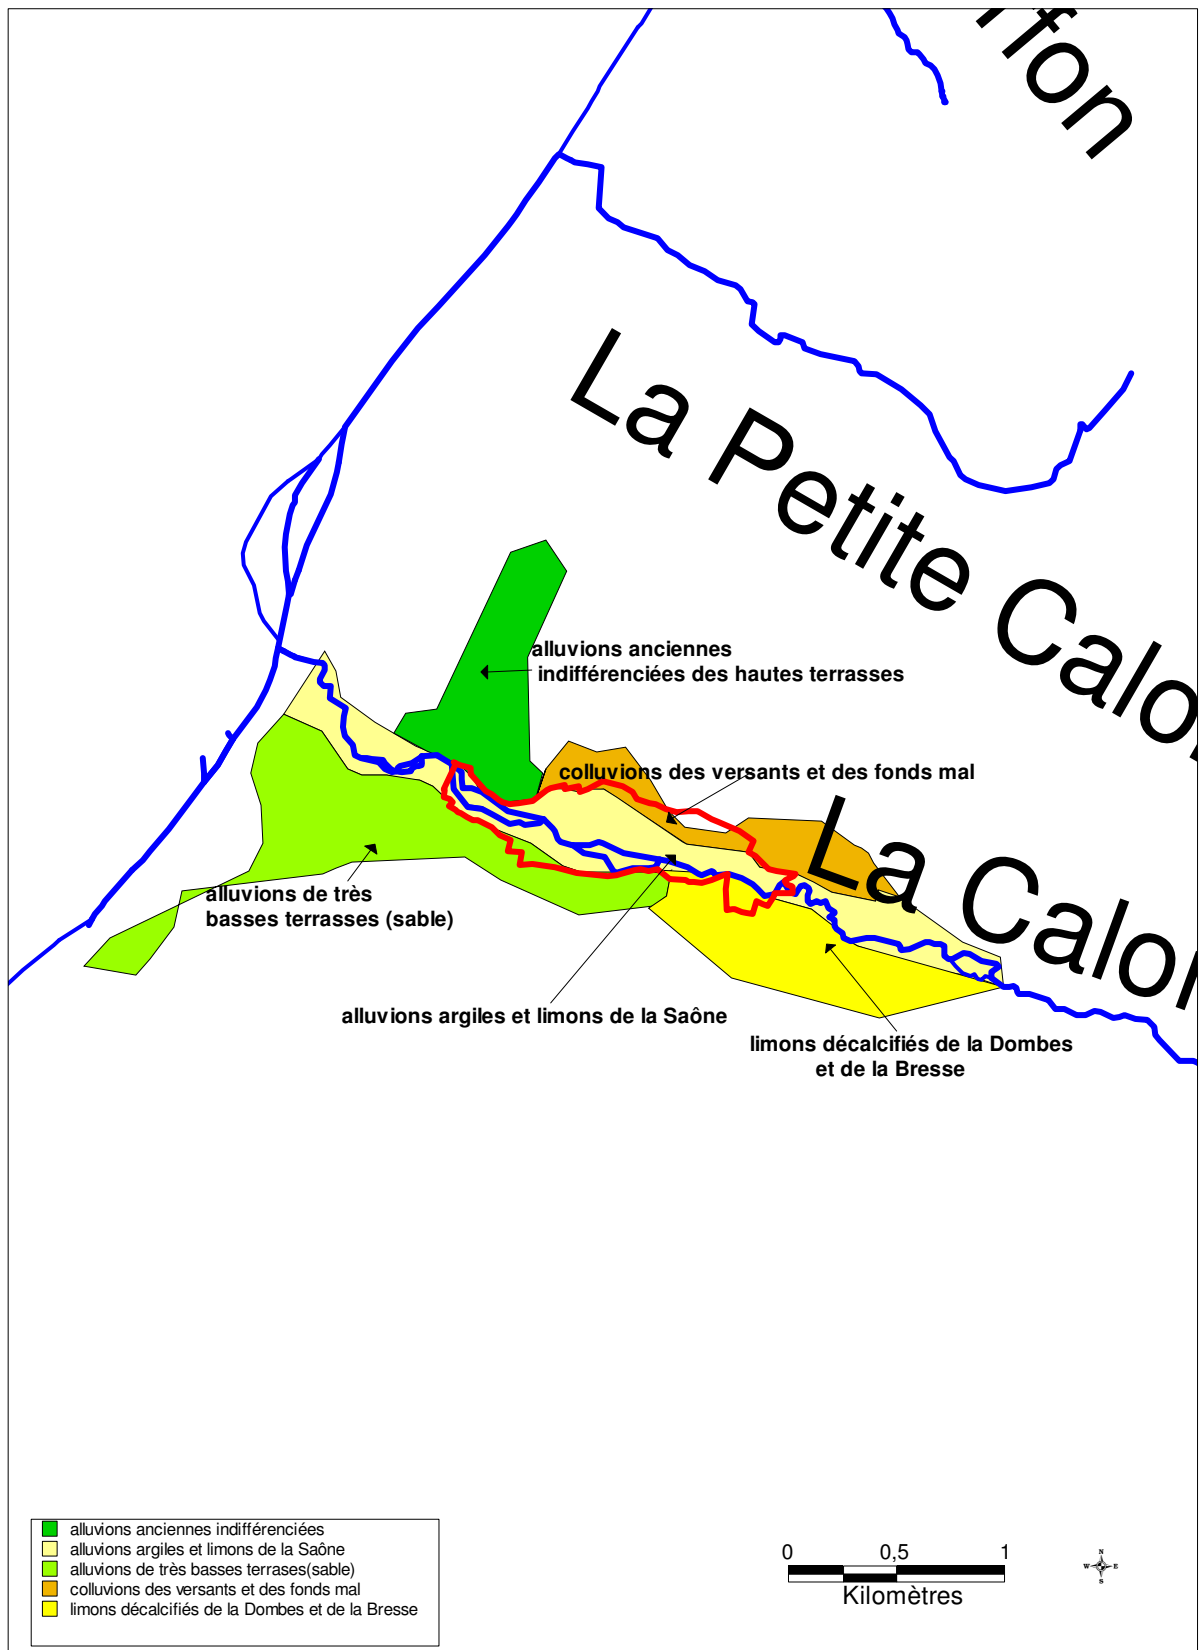 rfon
La Petite Calo
La Calor
alluvions anciennes
indifférenciées des hautes terrasses
colluvions des versants et des fonds mal
alluvions de très
basses terrasses (sable)
alluvions argiles et limons de la Saône
limons décalcifiés de la Dombes
et de la Bresse
alluvions anciennes indifférenciées
alluvions argiles et limons de la Saône
alluvions de très basses terrases(sable)
colluvions des versants et des fonds mal
limons décalcifiés de la Dombes et de la Bresse
0 0,5 1
Kilomètres
N
W E
S